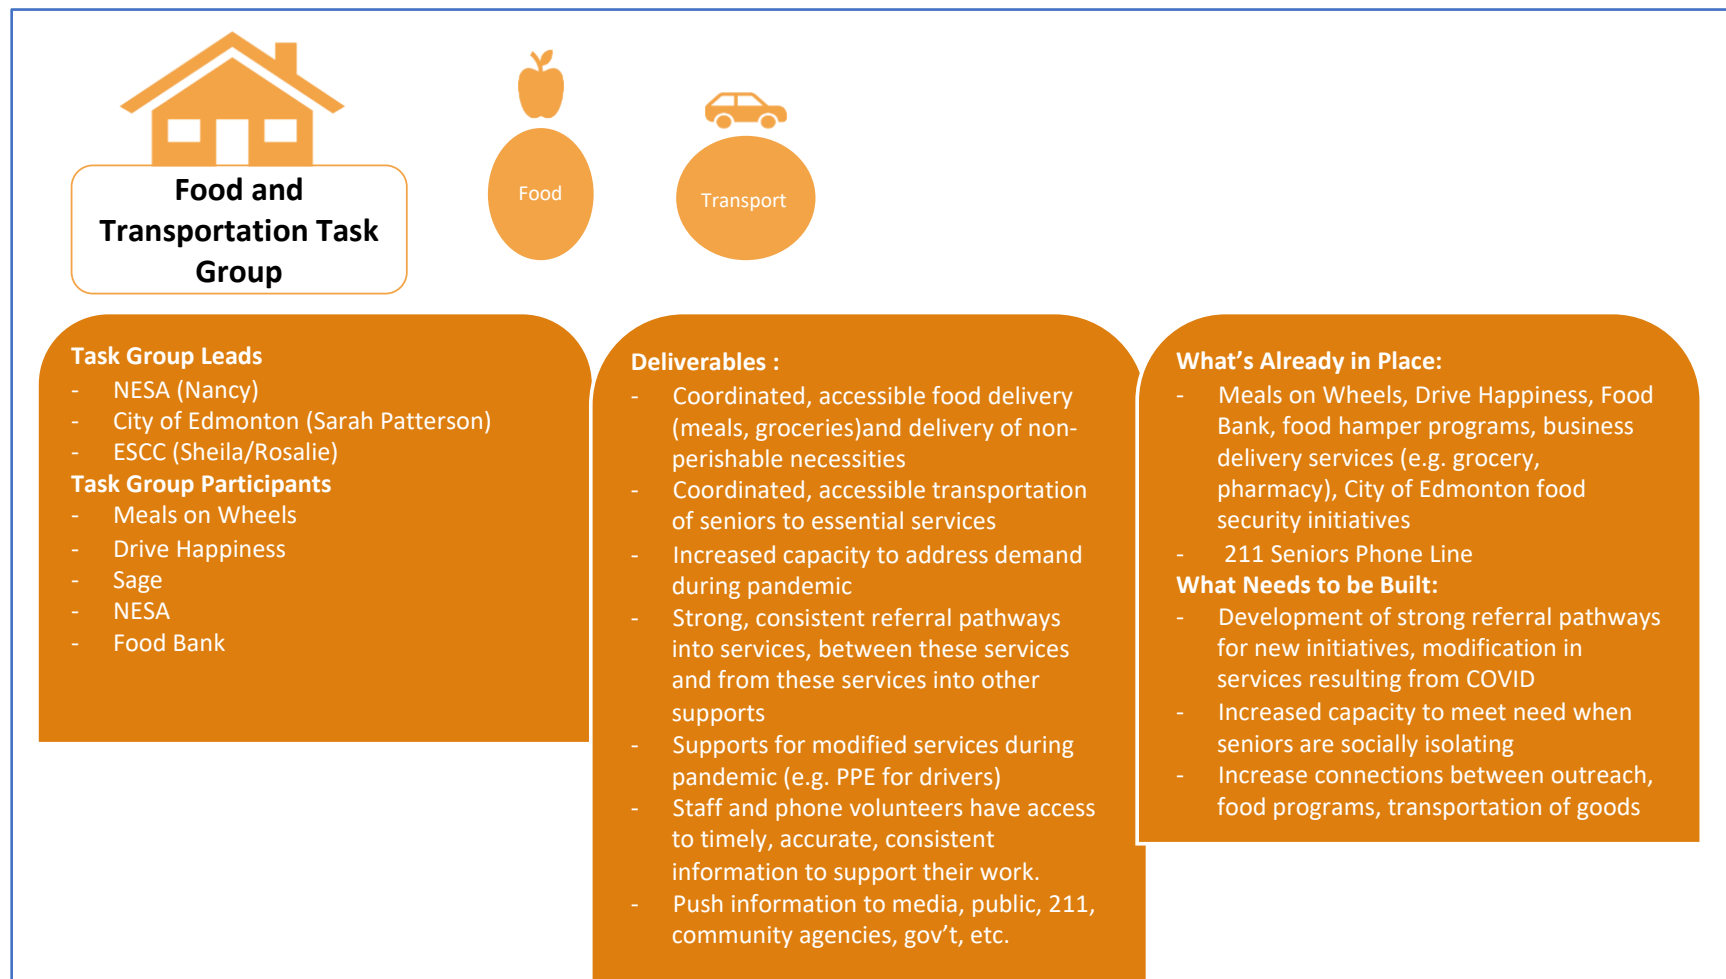 Food and
Transportation Task
Group
Food
Transport
Task Group Leads
- NESA (Nancy)
- City of Edmonton (Sarah Patterson)
- ESCC (Sheila/Rosalie)
Task Group Participants
- Meals on Wheels
- Drive Happiness
- Sage
- NESA
- Food Bank
Deliverables :
- Coordinated, accessible food delivery
(meals, groceries)and delivery of non-
perishable necessities
- Coordinated, accessible transportation
of seniors to essential services
- Increased capacity to address demand
during pandemic
- Strong, consistent referral pathways
into services, between these services
and from these services into other
supports
- Supports for modified services during
pandemic (e.g. PPE for drivers)
- Staff and phone volunteers have access
to timely, accurate, consistent
information to support their work.
- Push information to media, public, 211,
community agencies, gov’t, etc.
What’s Already in Place:
- Meals on Wheels, Drive Happiness, Food
Bank, food hamper programs, business
delivery services (e.g. grocery,
pharmacy), City of Edmonton food
security initiatives
- 211 Seniors Phone Line
What Needs to be Built:
- Development of strong referral pathways
for new initiatives, modification in
services resulting from COVID
- Increased capacity to meet need when
seniors are socially isolating
- Increase connections between outreach,
food programs, transportation of goods